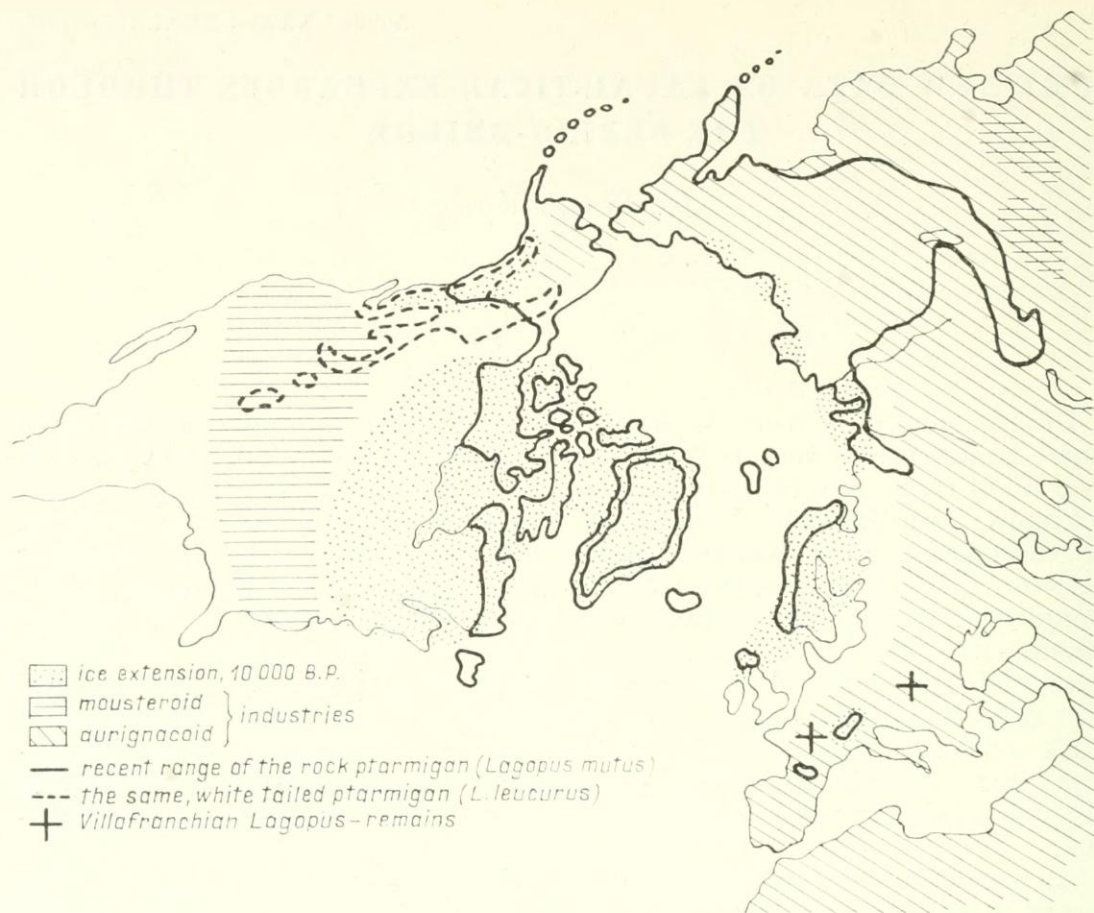 ice extension, 10 000 B.P.
mousteroid
industries
aurignacoid
recent range of the rock ptarmigan (Lagopus mutus)
the same, white tailed ptarmigan (L. leucurus)
Villafranchian Lagopus-remains